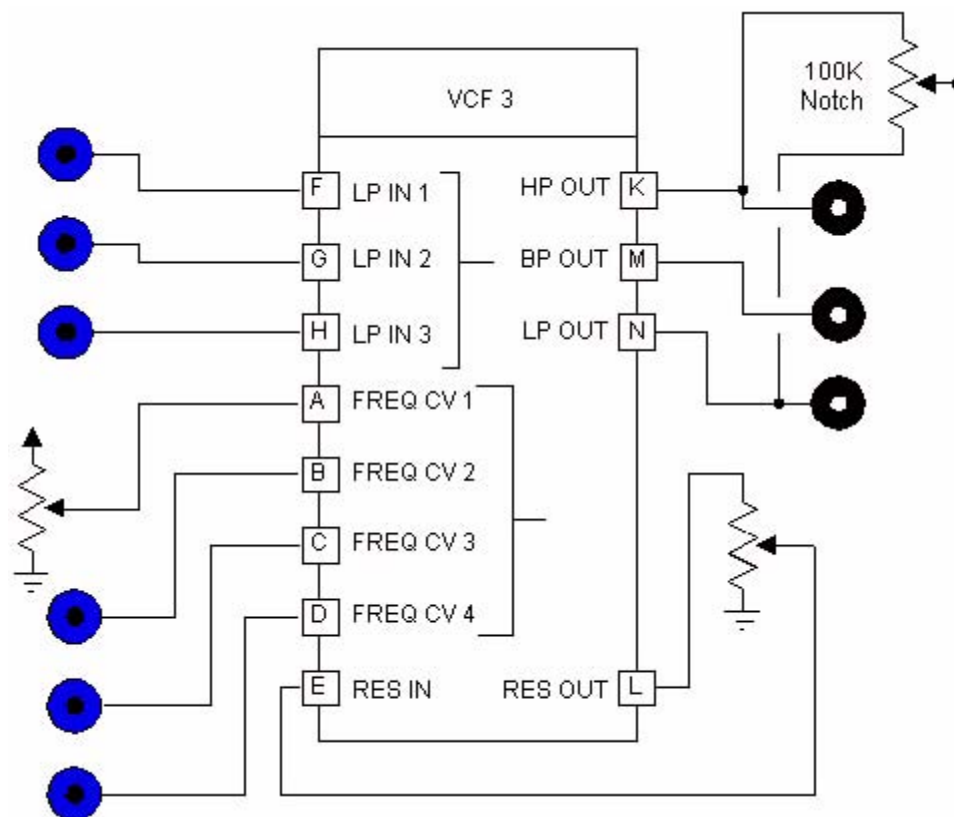 VCF 3
100K
Notch
F LP IN 1
G LP IN 2
H LP IN 3
A FREQ CV 1
B FREQ CV 2
C FREQ CV 3
D FREQ CV 4
E RES IN
HP OUT K
BP OUT M
LP OUT N
RES OUT L